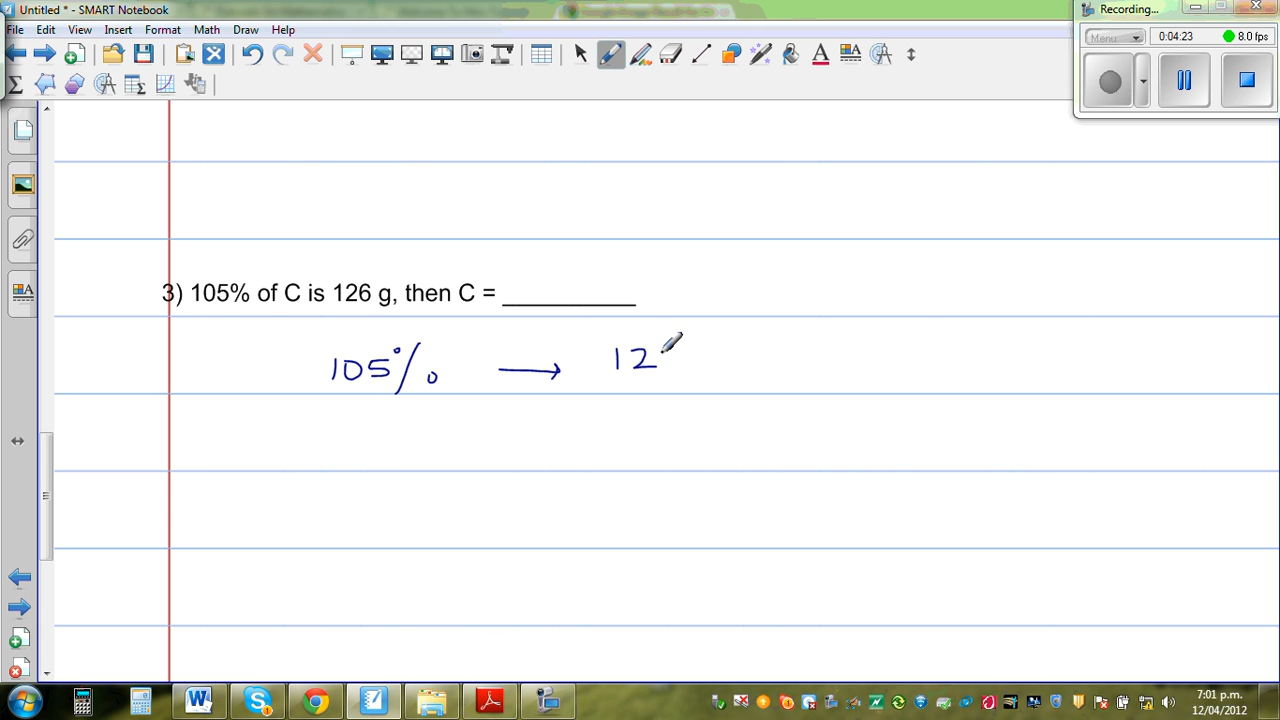 Untitled * - SMART Notebook
Recording...
File Edit View Insert Format Math Draw Help
Menu 0:04:23 8.0 fps
3) 105% of C is 126 g, then C = __________
105% → 12
7:01 p.m.
12/04/2012